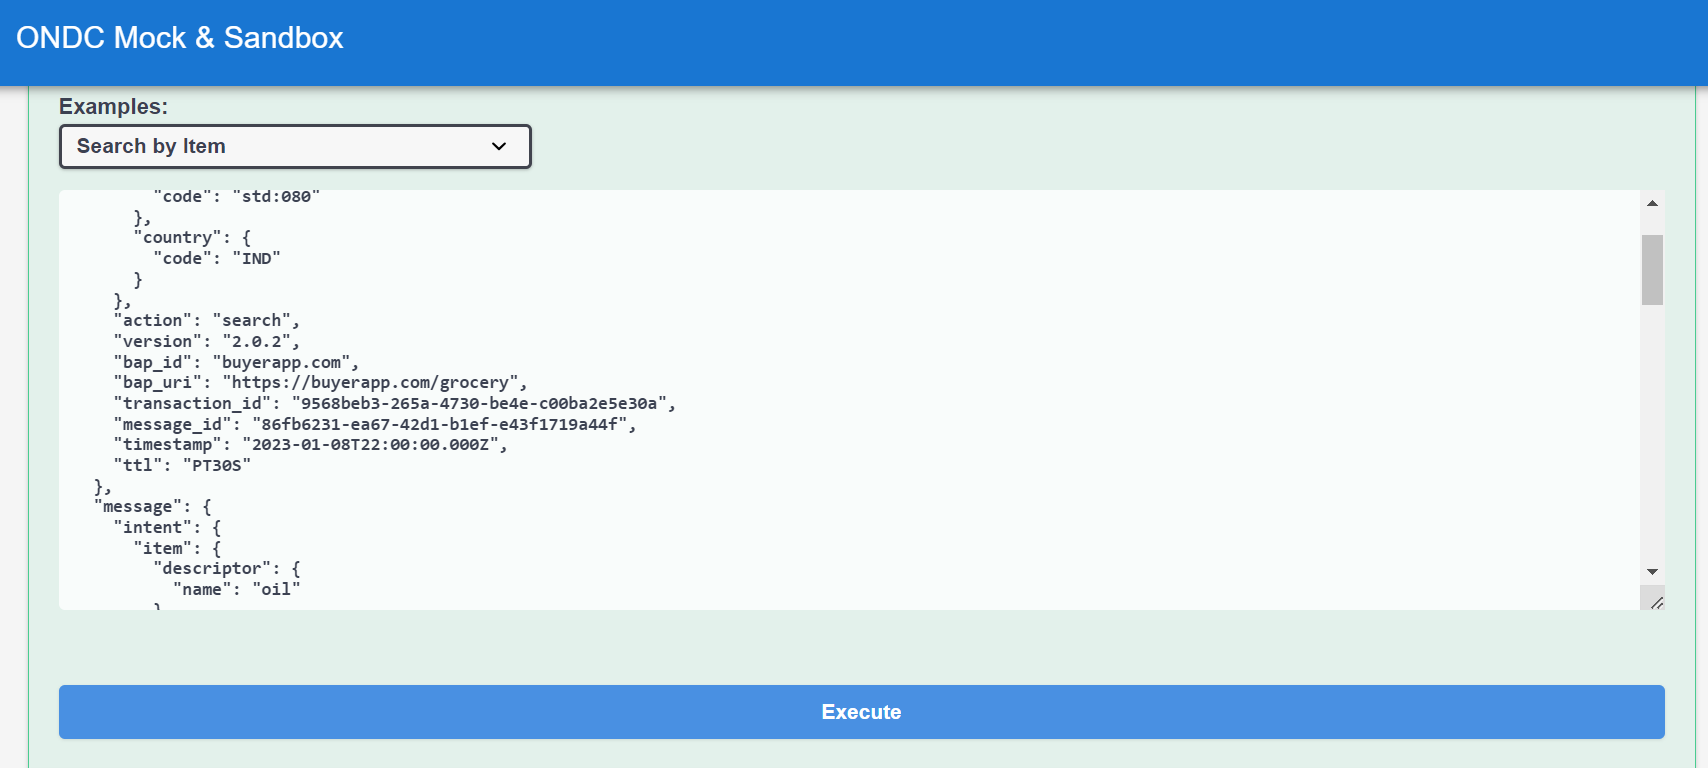 ONDC Mock & Sandbox
Examples:
Search by Item
"code": "std:080"
},
"country": {
"code": "IND"
}
},
"action": "search",
"version": "2.0.2",
"bap_id": "buyerapp.com",
"bap_uri": "https://buyerapp.com/grocery",
"transaction_id": "9568beb3-265a-4730-be4e-c00ba2e5e30a",
"message_id": "86fb6231-ea67-42d1-b1ef-e43f1719a44f",
"timestamp": "2023-01-08T22:00:00.000Z",
"ttl": "PT30S"
},
"message": {
"intent": {
"item": {
"descriptor": {
"name": "oil"
}
Execute